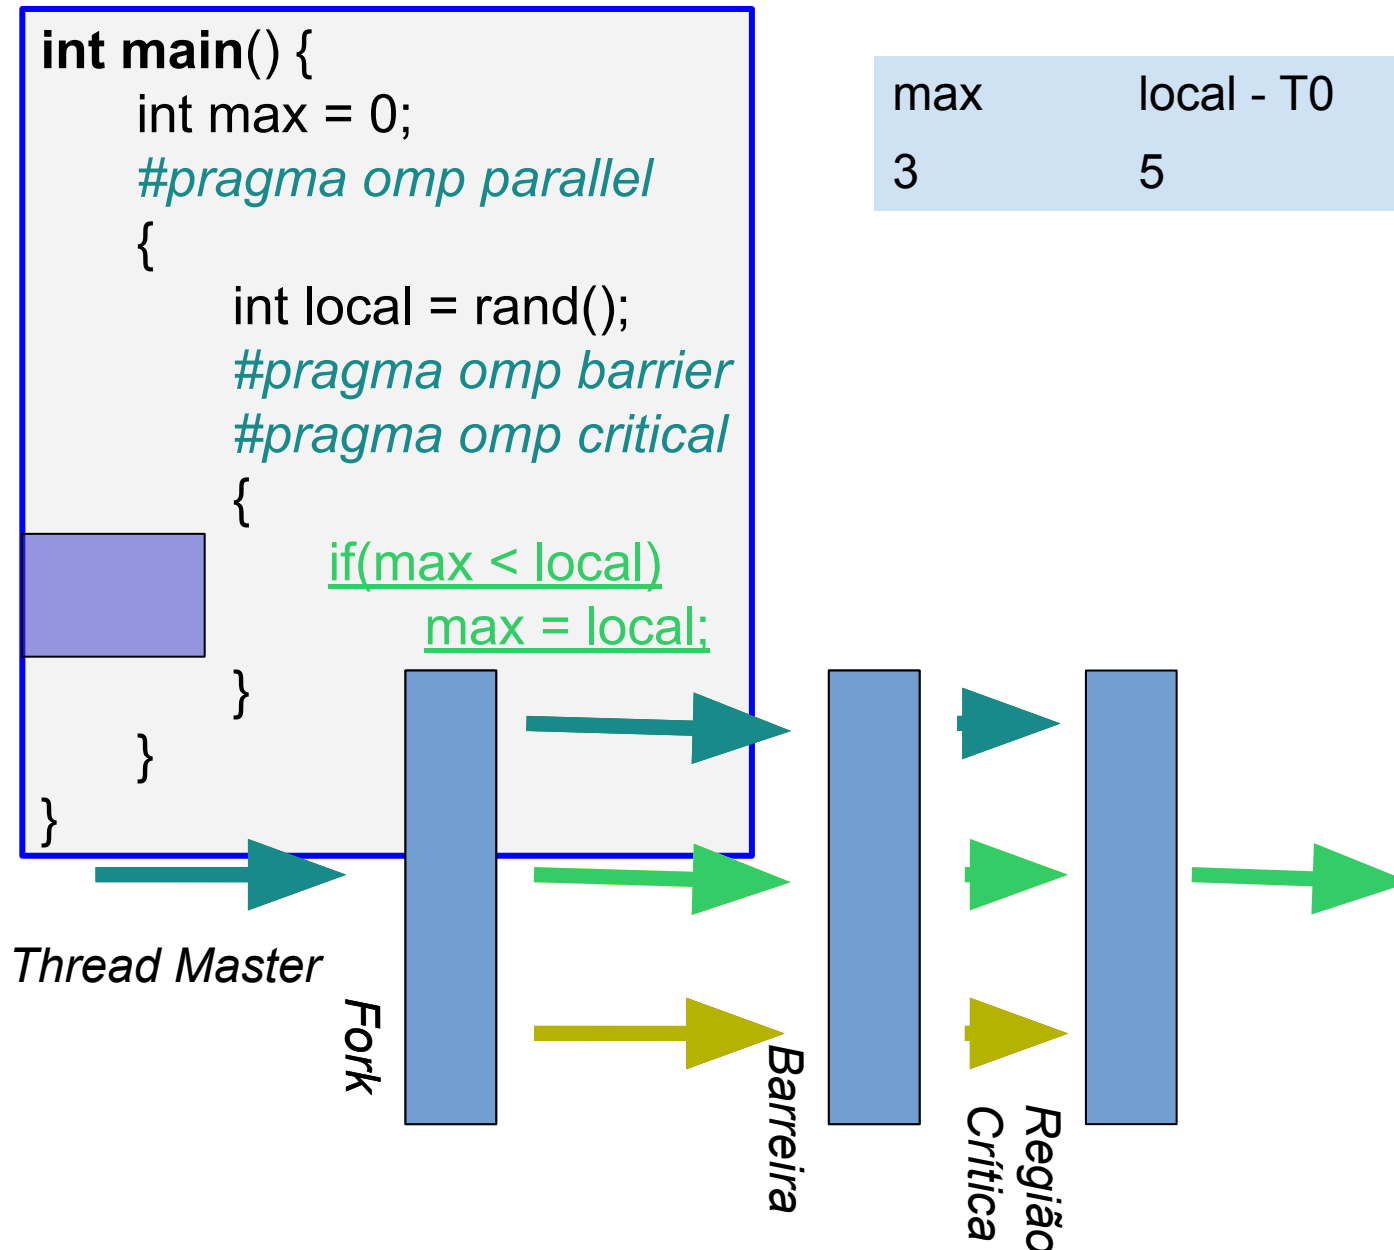 int main() {
int max = 0;
#pragma omp parallel
{
int local = rand();
#pragma omp barrier
#pragma omp critical
{
if(max < local)
max = local;
}
}
}
max local - T0
3 5
Thread Master
Fork
Barreira
Região
Crítica